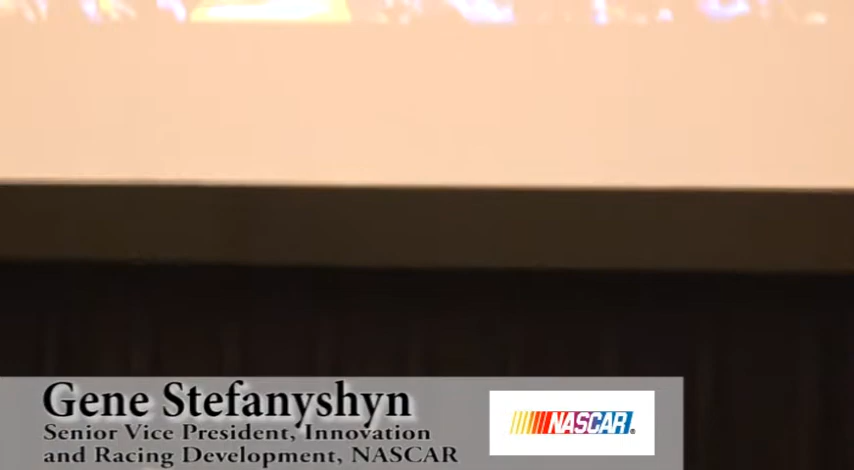 Gene Stefanyshyn
Senior Vice President, Innovation
and Racing Development, NASCAR
NASCAR®